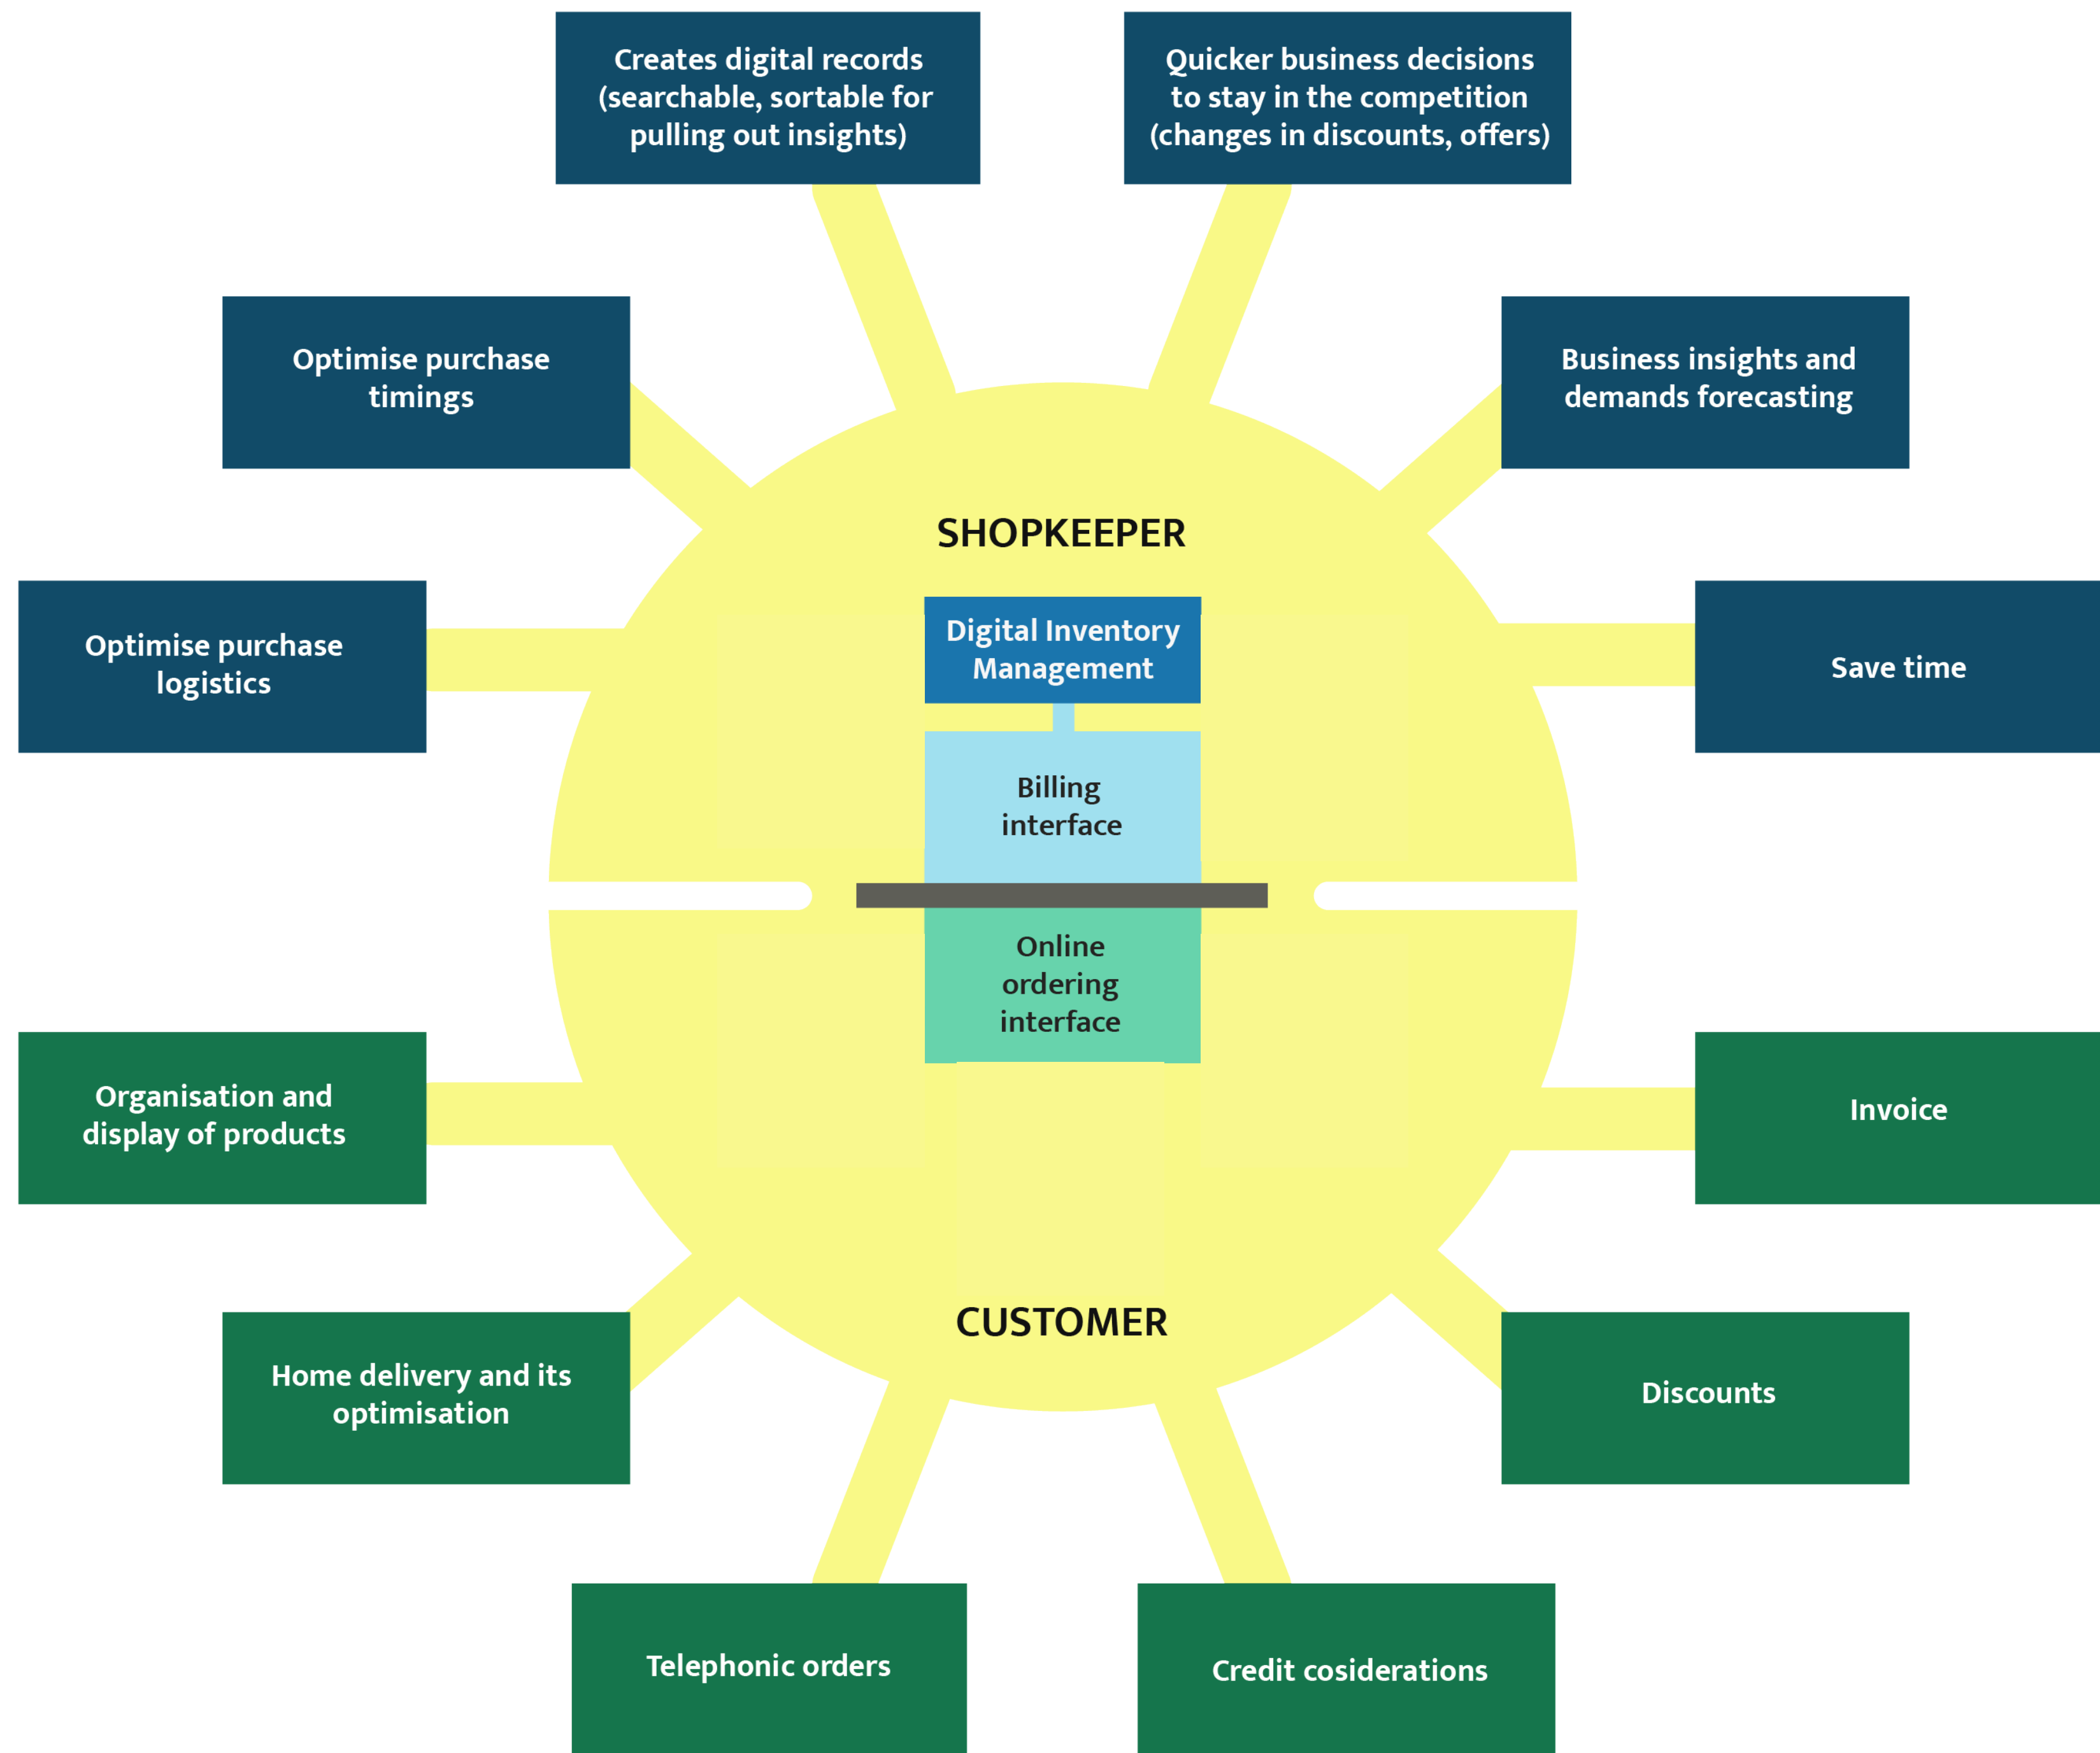 Creates digital records
(searchable, sortable for
pulling out insights)
Quicker business decisions
to stay in the competition
(changes in discounts, offers)
Optimise purchase
timings
Business insights and
demands forecasting
Optimise purchase
logistics
SHOPKEEPER
Digital Inventory
Management
Save time
Billing
interface
Online
ordering
interface
Organisation and
display of products
Invoice
Home delivery and its
optimisation
CUSTOMER
Discounts
Telephonic orders
Credit cosiderations